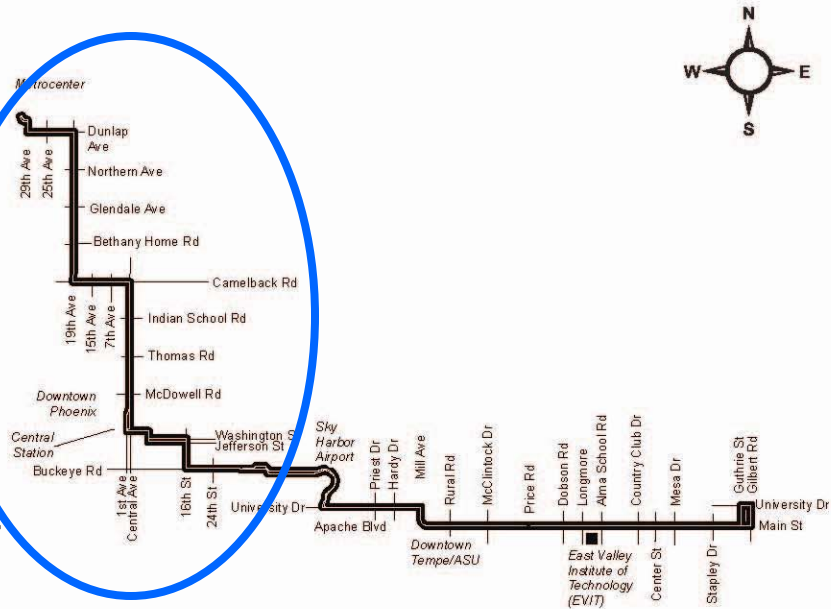 N
W
E
S
Metrocenter
Dunlap
Ave
29th Ave
25th Ave
Northern Ave
Glendale Ave
Bethany Home Rd
Camelback Rd
19th Ave
15th Ave
7th Ave
Indian School Rd
Thomas Rd
McDowell Rd
Downtown
Phoenix
Central
Station
Washington S
Jefferson St
Buckeye Rd
1st Ave
Central Ave
16th St
24th St
Sky
Harbor
Airport
University Dr
Apache Blvd
Priest Dr
Hardy Dr
Mill Ave
Rural Rd
McClintock Dr
Price Rd
Dobson Rd
Longmore
Alma School Rd
Country Club Dr
Mesa Dr
Guthrie St
Gilbert Rd
University Dr
Main St
Downtown
Tempe/ASU
East Valley
Institute of
Technology
(EVIT)
Center St
Stapley Dr